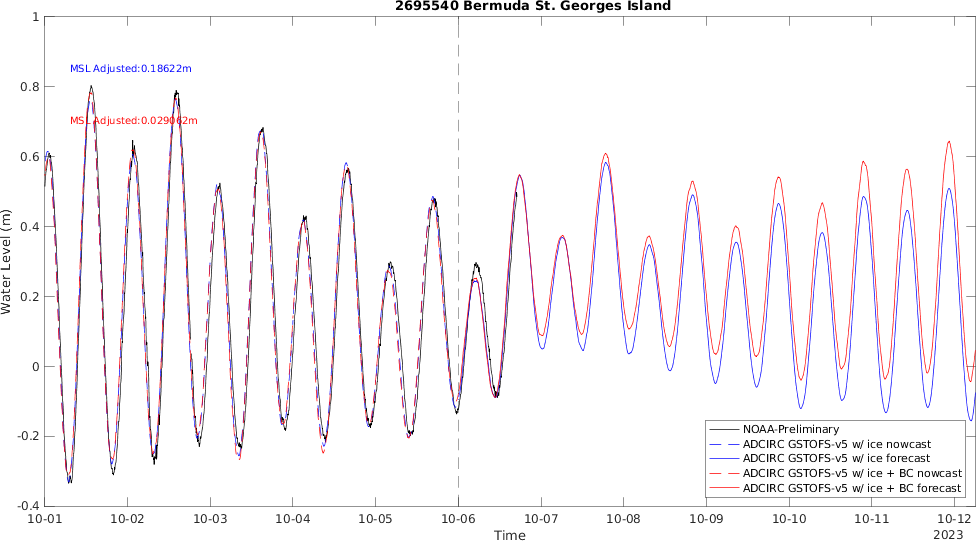 2695540 Bermuda St. Georges Island
1
0.8
0.6
0.4
0.2
0
-0.2
-0.4
Water Level (m)
MSL Adjusted:0.18622m
MSL Adjusted:0.029062m
NOAA-Preliminary
ADCIRC GSTOFS-v5 w/ ice nowcast
ADCIRC GSTOFS-v5 w/ ice forecast
ADCIRC GSTOFS-v5 w/ ice + BC nowcast
ADCIRC GSTOFS-v5 w/ ice + BC forecast
10-01 10-02 10-03 10-04 10-05 10-06 10-07 10-08 10-09 10-10 10-11 10-12
Time
2023